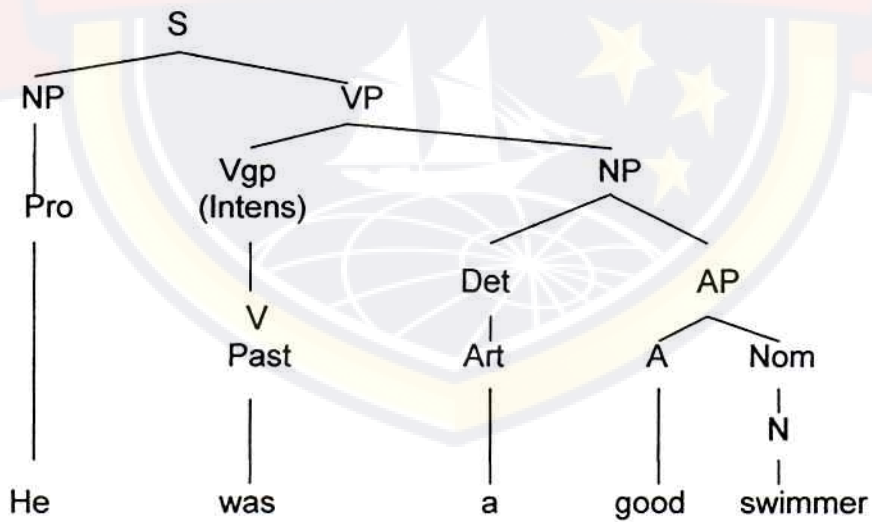 S
NP VP
Vgp NP
Pro (Intens)
Det AP
V
Past Art A Nom
N
He was a good swimmer